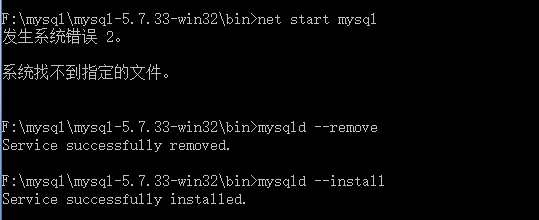 F:\mysql\mysql-5.7.33-win32\bin>net start mysql
发生系统错误 2。
系统找不到指定的文件。
F:\mysql\mysql-5.7.33-win32\bin>mysqld --remove
Service successfully removed.
F:\mysql\mysql-5.7.33-win32\bin>mysqld --install
Service successfully installed.